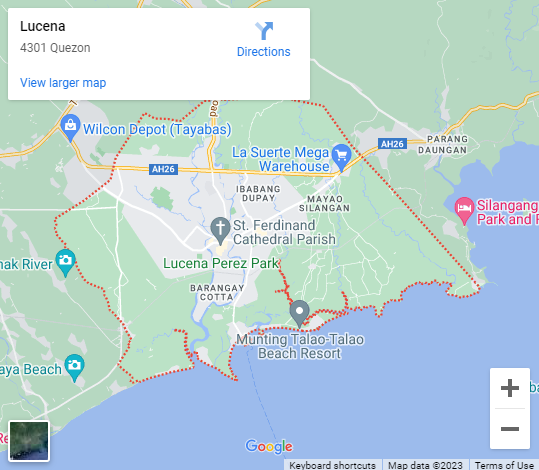 Lucena
4301 Quezon
Directions
View larger map
Wilcon Depot (Tayabas)
AH26
La Suerte Mega
Warehouse
AH26
PARANG
DAUNGAN
IBABANG
DUPAY
MAYAO
SILANGAN
Silangang
Park and
St. Ferdinand
Cathedral Parish
Lucena Perez Park
nak River
BARANGAY
COTTA
Munting Talao-Talao
Beach Resort
aya Beach
Google
Keyboard shortcuts
Map data ©2023
Terms of Use